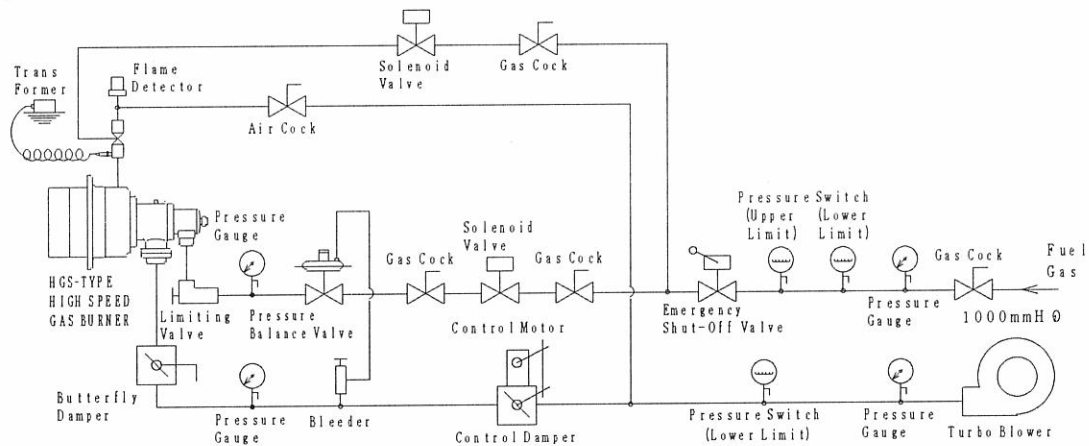 Solenoid
Valve
Gas Cock
Trans
Former
Flame
Detector
Air Cock
Pressure
Gauge
Solenoid
Valve
Gas Cock
Gas Cock
Pressure Switch
(Upper
Limit)
(Lower
Limit)
Gas Cock
Fuel
Gas
HGS-TYPE
HIGH SPEED
GAS BURNER
Limiting
Valve
Pressure
Balance Valve
Control Motor
Emergency
Shut-Off Valve
Pressure
Gauge
1000mmH
Butterfly
Damper
Pressure
Gauge
Bleeder
Control Damper
Pressure Switch
(Lower Limit)
Pressure
Gauge
Turbo Blower